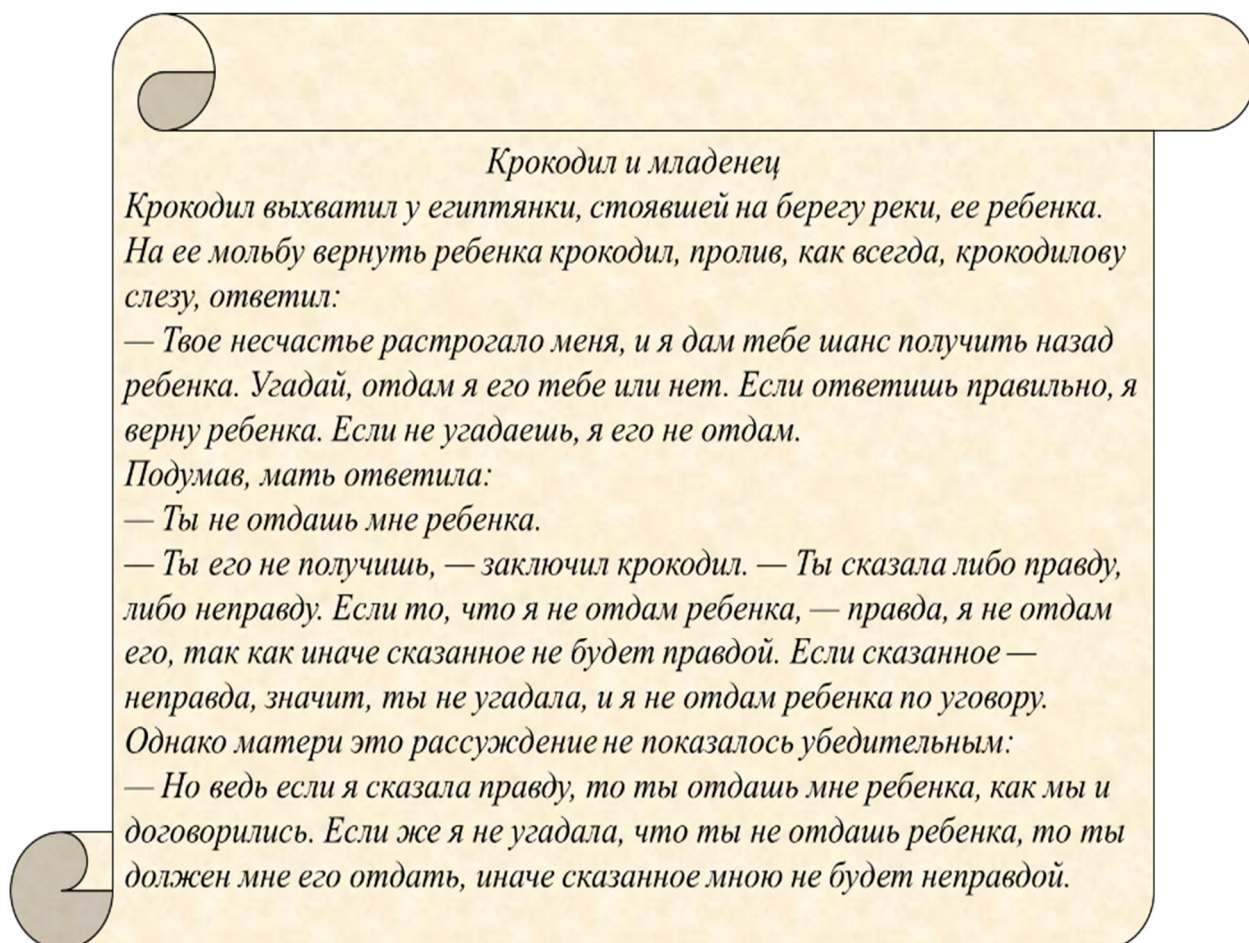 Крокодил и младенец
Крокодил выхватил у египтянки, стоявшей на берегу реки, ее ребенка.
На ее мольбу вернуть ребенка крокодил, пролив, как всегда, крокодилову
слезу, ответил:
— Твое несчастье растрогало меня, и я дам тебе шанс получить назад
ребенка. Угадай, отдам я его тебе или нет. Если ответишь правильно, я
верну ребенка. Если не угадаешь, я его не отдам.
Подумав, мать ответила:
— Ты не отдашь мне ребенка.
— Ты его не получишь, — заключил крокодил. — Ты сказала либо правду,
либо неправду. Если то, что я не отдам ребенка, — правда, я не отдам
его, так как иначе сказанное не будет правдой. Если сказанное —
неправда, значит, ты не угадала, и я не отдам ребенка по уговору.
Однако матери это рассуждение не показалось убедительным:
— Но ведь если я сказала правду, то ты отдашь мне ребенка, как мы и
договорились. Если же я не угадала, что ты не отдашь ребенка, то ты
должен мне его отдать, иначе сказанное мною не будет неправдой.